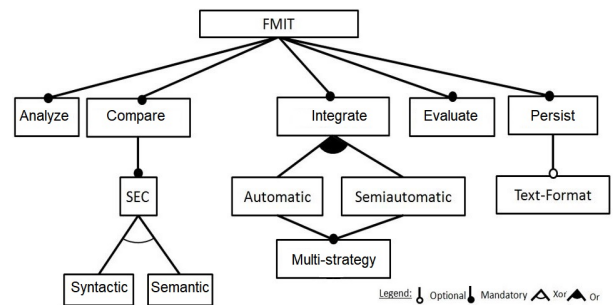 FMIT
Analyze Compare Integrate Evaluate Persist
SEC Automatic Semiautomatic Text-Format
Multi-strategy
Syntactic Semantic
Legend: Optional Mandatory Xor Or